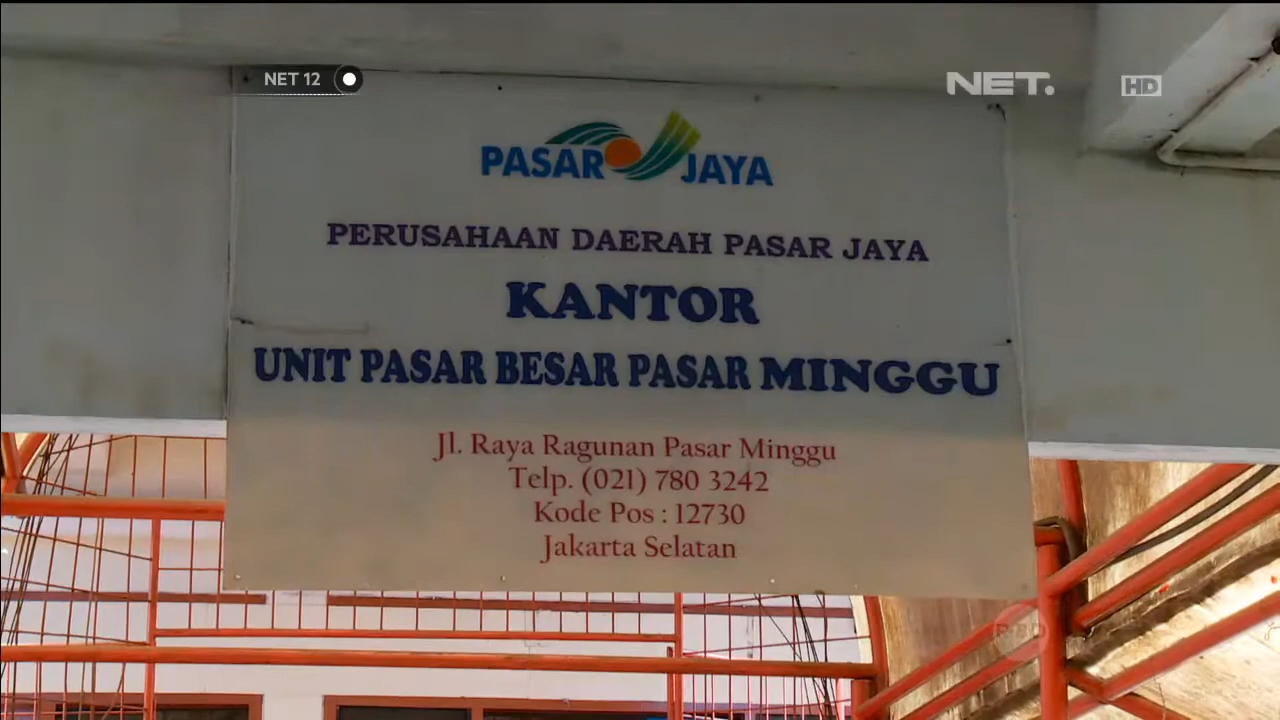 NET 12
NET.
HD
PASAR JAYA
PERUSAHAAN DAERAH PASAR JAYA
KANTOR
UNIT PASAR BESAR PASAR MINGGU
Jl. Raya Ragunan Pasar Minggu
Telp. (021) 780 3242
Kode Pos : 12730
Jakarta Selatan